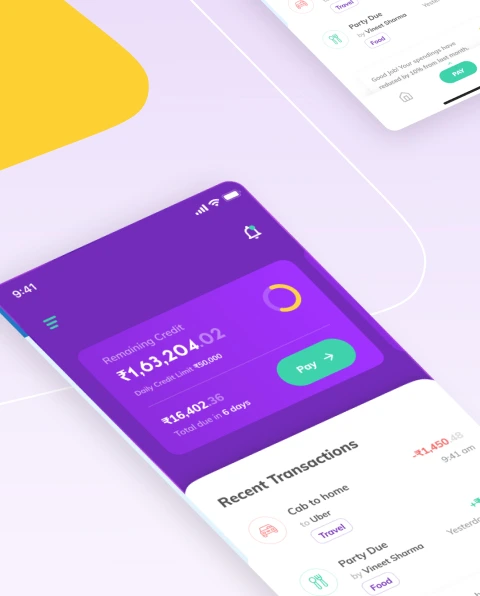 Travel
Party Due
by Vineet Sharma
Food
Good job! Your spendings have
reduced by 10% from last month.
PAY
9:41
Remaining Credit
₹1,63,204.02
Daily Credit Limit ₹50,000
₹16,402.36
Total due in 6 days
Pay
Recent Transactions
Cab to home
-₹1,450.48
to Uber
9:41 am
Travel
Party Due
by Vineet Sharma
Food